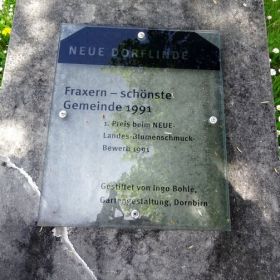 NEUE DORFLINDE
Fraxern – schönste
Gemeinde 1991
1. Preis beim NEUE-
Landes-Blumenschmuck-
Bewerb 1991
Gestiftet von Ingo Bohle,
Gartengestaltung, Dornbirn